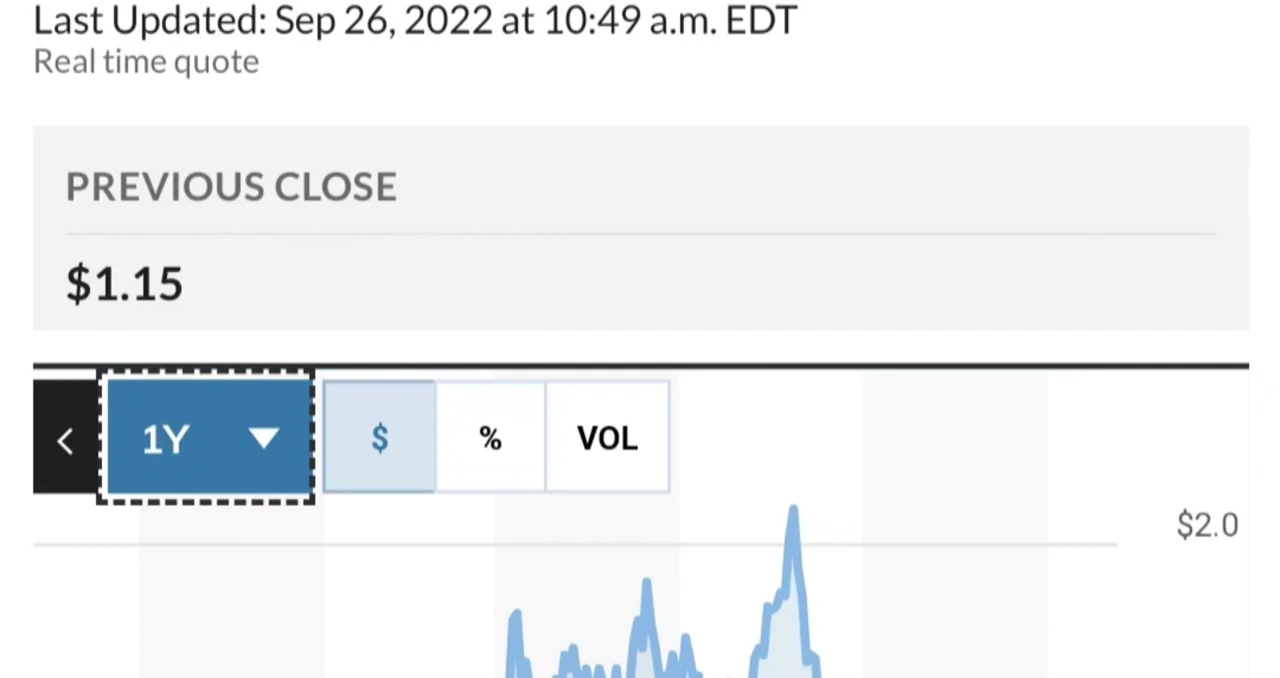 Last Updated: Sep 26, 2022 at 10:49 a.m. EDT
Real time quote
PREVIOUS CLOSE
$1.15
1Y $ % VOL
$2.0